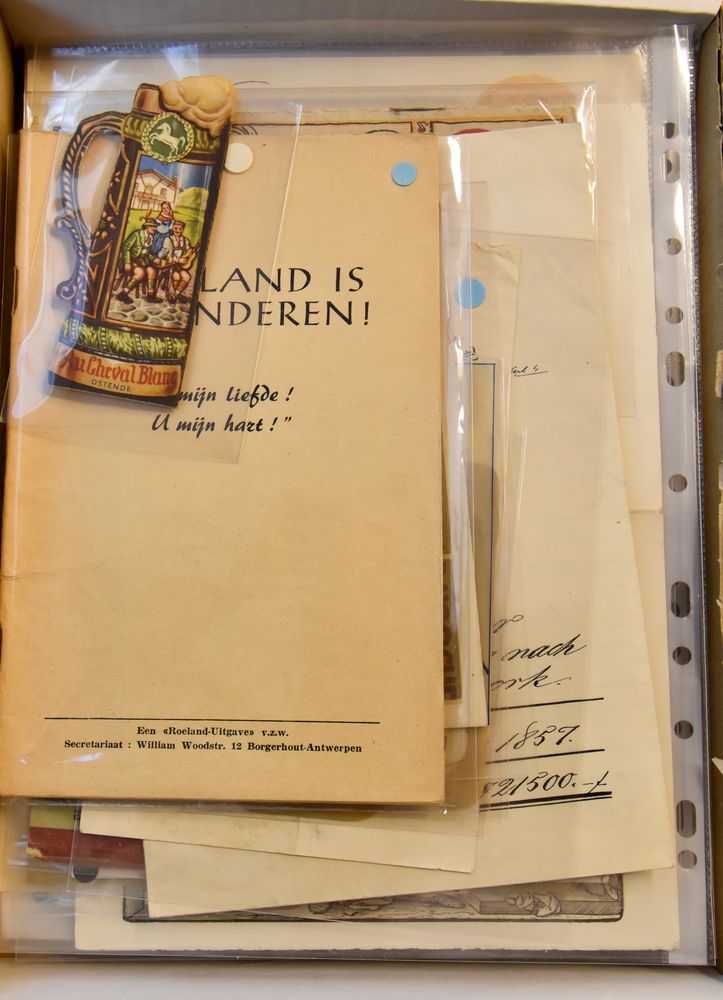 LAND IS
NDEREN!
mijn liefde!
U mijn hart!”
Au Cheval Blanc
OSTENDE
nach
ork.
1857.
21500.-
Een «Roeland-Uitgave» v.z.w.
Secretariaat : William Woodstr. 12 Borgerhout-Antwerpen